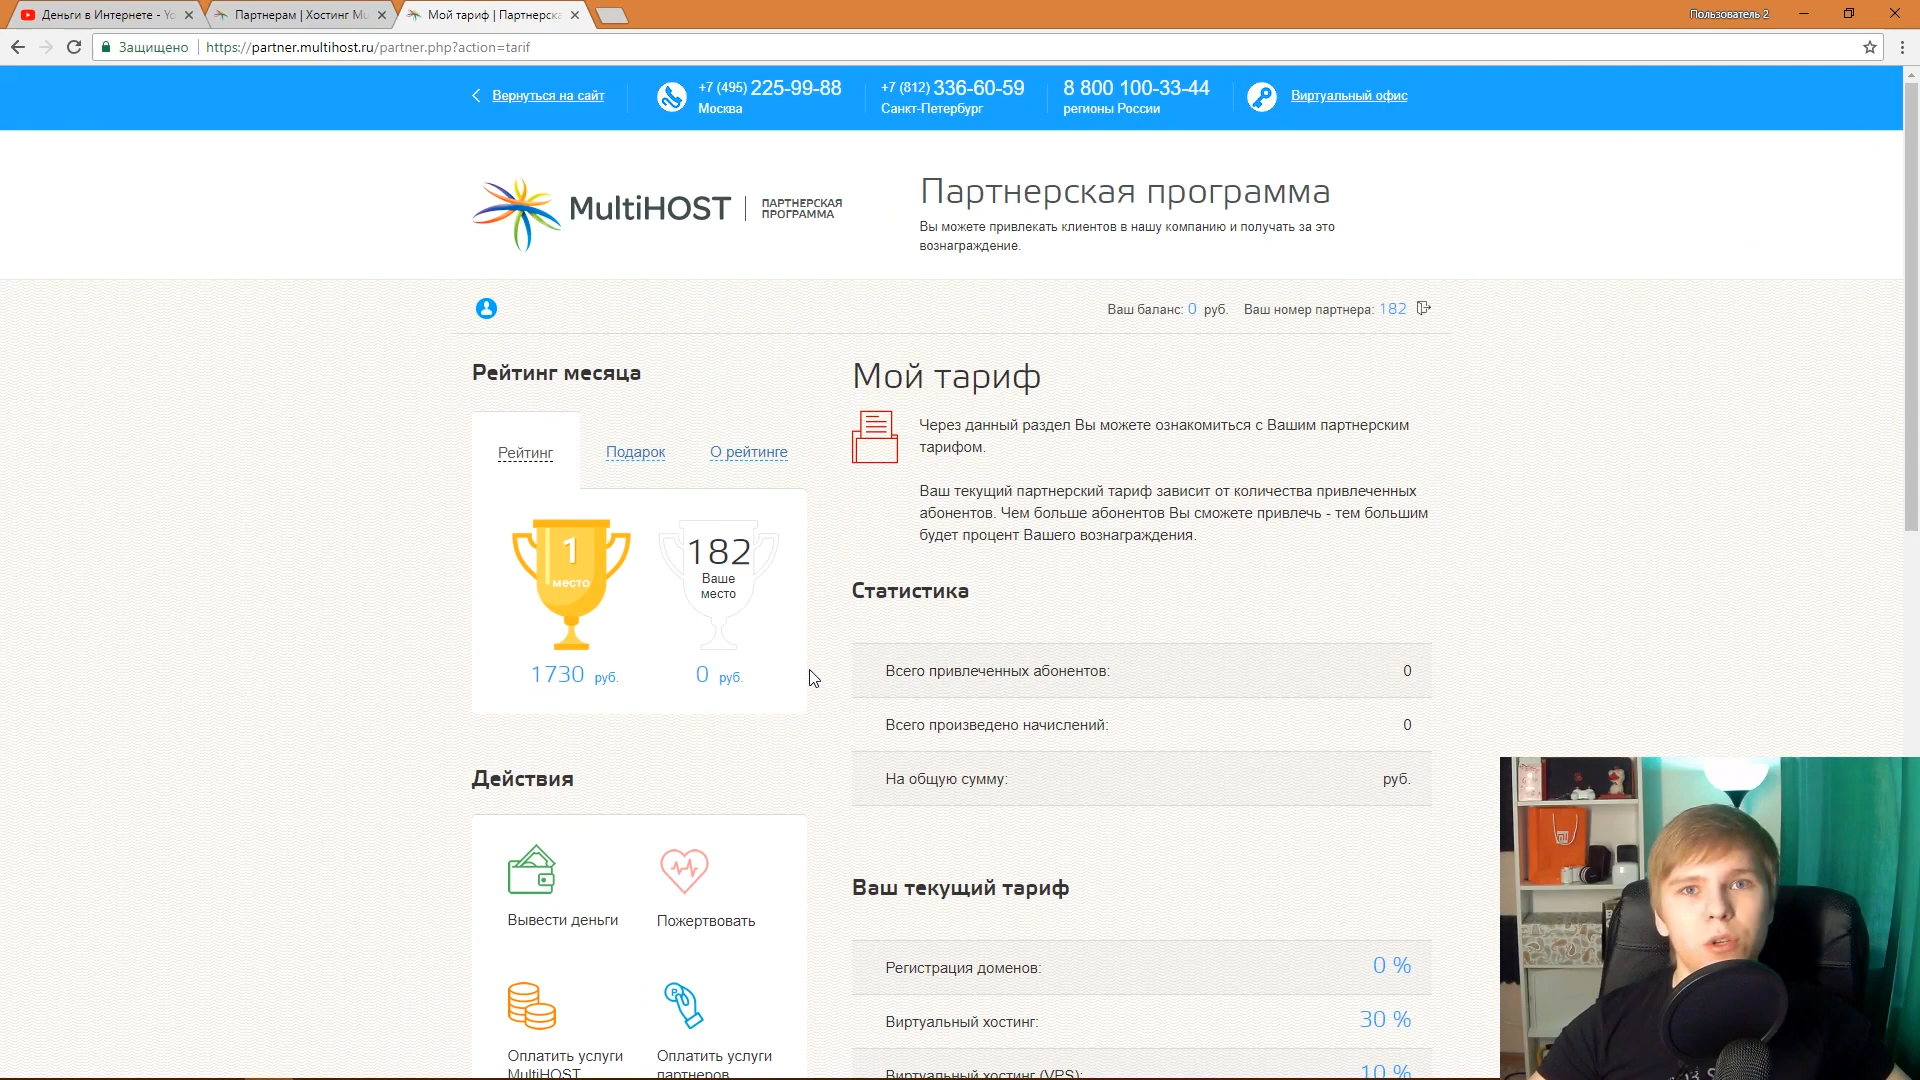 Деньги в Интернете - Yo
Партнерам | Хостинг Mu
Мой тариф | Партнерска
Пользователь 2
Защищено
https://partner.multihost.ru/partner.php?action=tarif
Вернуться на сайт
+7 (495) 225-99-88
Москва
+7 (812) 336-60-59
Санкт-Петербург
8 800 100-33-44
регионы России
Виртуальный офис
MultiHOST
ПАРТНЕРСКАЯ
ПРОГРАММА
Партнерская программа
Вы можете привлекать клиентов в нашу компанию и получать за это
вознаграждение.
Ваш баланс: 0 руб.
Ваш номер партнера: 182
Рейтинг месяца
Рейтинг
Подарок
О рейтинге
1
место
1730 руб.
182
Ваше
место
0 руб.
Действия
Вывести деньги
Пожертвовать
Оплатить услуги
MultiHOST
Оплатить услуги
партнеров
Мой тариф
Через данный раздел Вы можете ознакомиться с Вашим партнерским
тарифом.
Ваш текущий партнерский тариф зависит от количества привлеченных
абонентов. Чем больше абонентов Вы сможете привлечь - тем большим
будет процент Вашего вознаграждения.
Статистика
Всего привлеченных абонентов: 0
Всего произведено начислений: 0
На общую сумму: руб.
Ваш текущий тариф
Регистрация доменов: 0 %
Виртуальный хостинг: 30 %
Виртуальный хостинг (VPS): 10 %